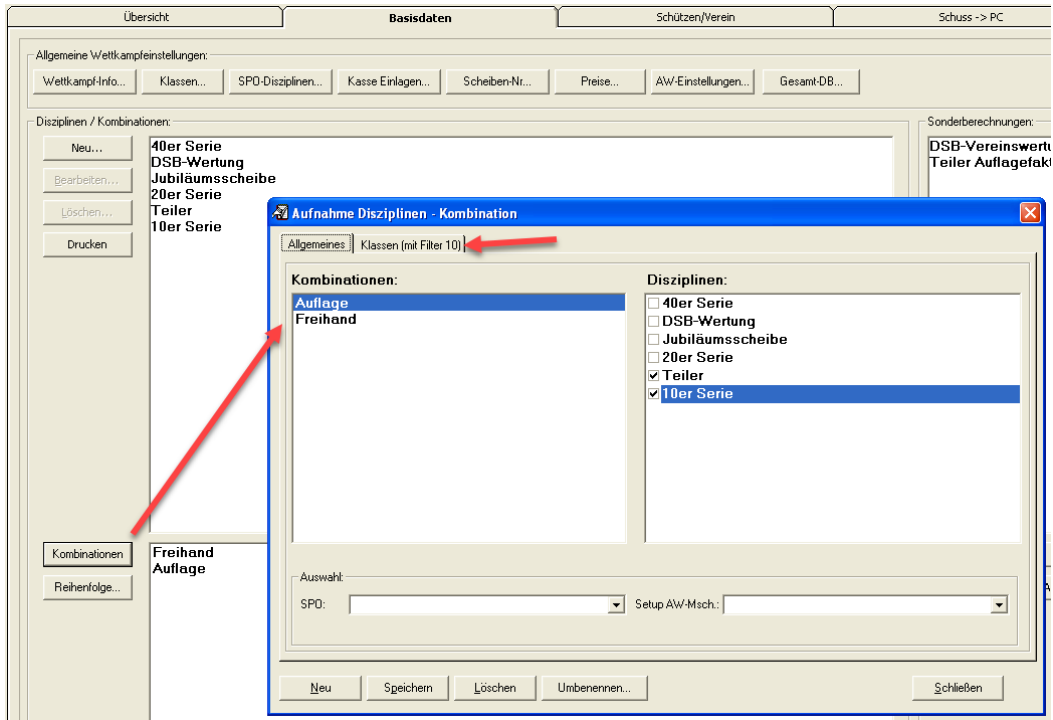 Übersicht
Basisdaten
Schützen/Verein
Schuss -> PC
Allgemeine Wettkampfeinstellungen:
Wettkampf-Info...
Klassen...
SPO-Disziplinen...
Kasse Einlagen...
Scheiben-Nr...
Preise...
AW-Einstellungen...
Gesamt-DB...
Disziplinen / Kombinationen:
Neu...
Bearbeiten...
Löschen...
Drucken
40er Serie
DSB-Wertung
Jubiläumsscheibe
20er Serie
Teiler
10er Serie
Sonderberechnungen:
DSB-Vereinswertu
Teiler Auflagefakt
Aufnahme Disziplinen - Kombination
Allgemeines
Klassen (mit Filter 10)
Kombinationen:
Auflage
Freihand
Disziplinen:
40er Serie
DSB-Wertung
Jubiläumsscheibe
20er Serie
Teiler
10er Serie
Auswahl:
SPO:
Setup AW-Msch.:
Neu
Speichern
Löschen
Umbenennen...
Schließen
Kombinationen
Reihenfolge...
Freihand
Auflage